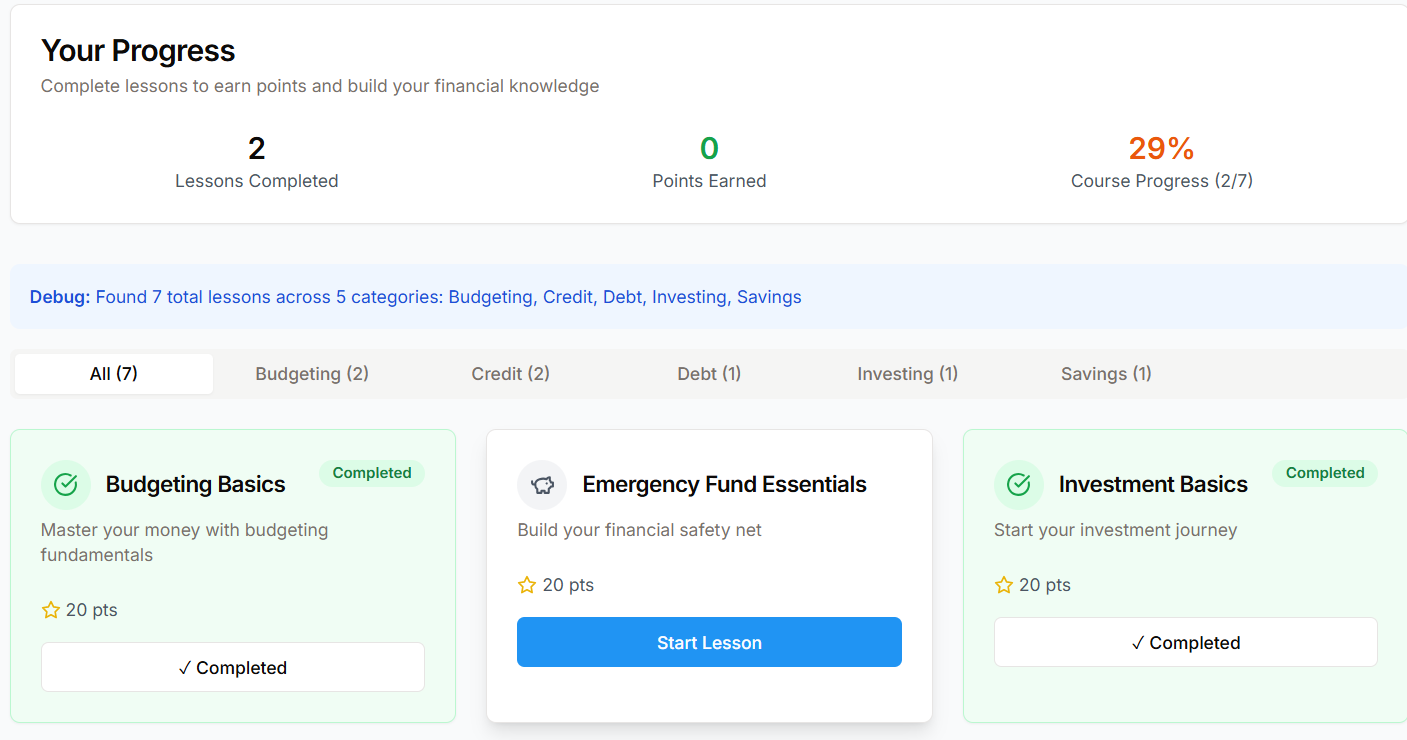 Your Progress
Complete lessons to earn points and build your financial knowledge
2
Lessons Completed
0
Points Earned
29%
Course Progress (2/7)
Debug: Found 7 total lessons across 5 categories: Budgeting, Credit, Debt, Investing, Savings
All (7)
Budgeting (2)
Credit (2)
Debt (1)
Investing (1)
Savings (1)
Budgeting Basics
Completed
Master your money with budgeting
fundamentals
20 pts
✓ Completed
Emergency Fund Essentials
Build your financial safety net
20 pts
Start Lesson
Investment Basics
Completed
Start your investment journey
20 pts
✓ Completed